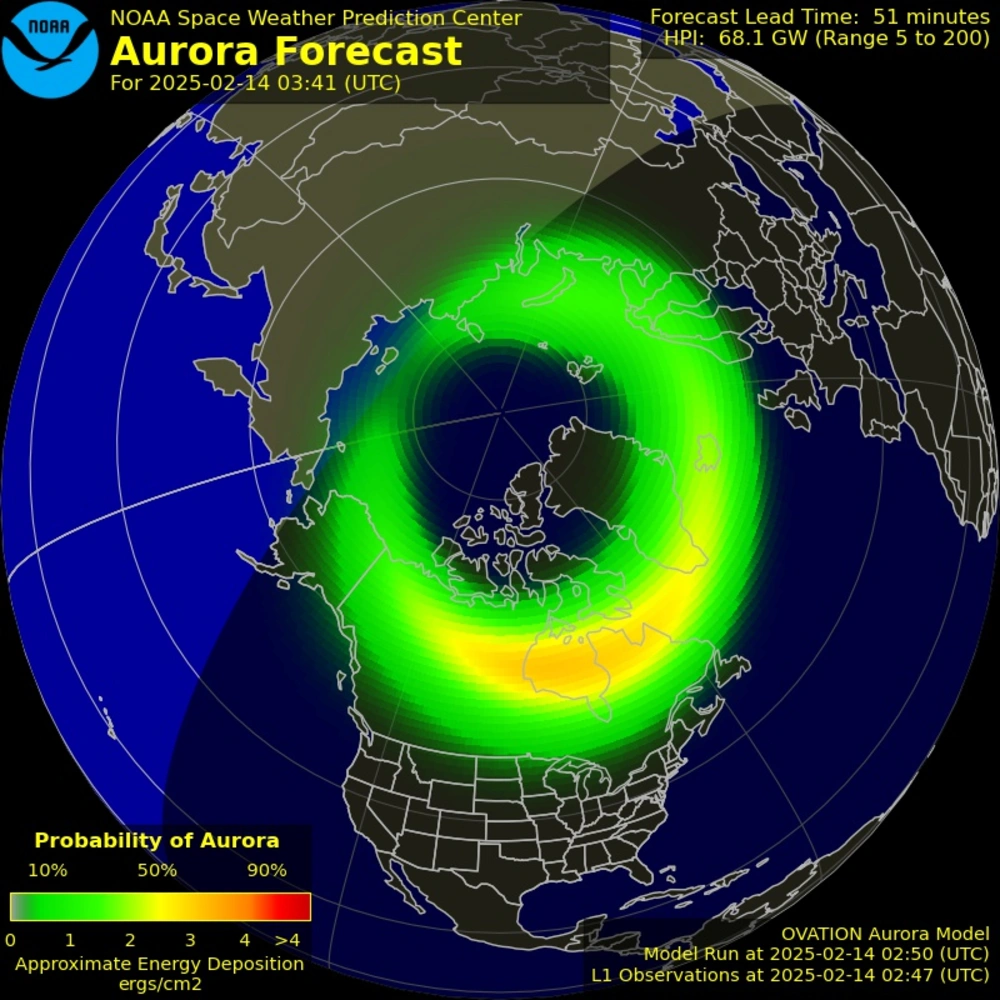 NOAA
NOAA Space Weather Prediction Center
Aurora Forecast
For 2025-02-14 03:41 (UTC)
Forecast Lead Time: 51 minutes
HPI: 68.1 GW (Range 5 to 200)
Probability of Aurora
10% 50% 90%
0 1 2 3 4 >4
Approximate Energy Deposition
ergs/cm2
OVATION Aurora Model
Model Run at 2025-02-14 02:50 (UTC)
L1 Observations at 2025-02-14 02:47 (UTC)